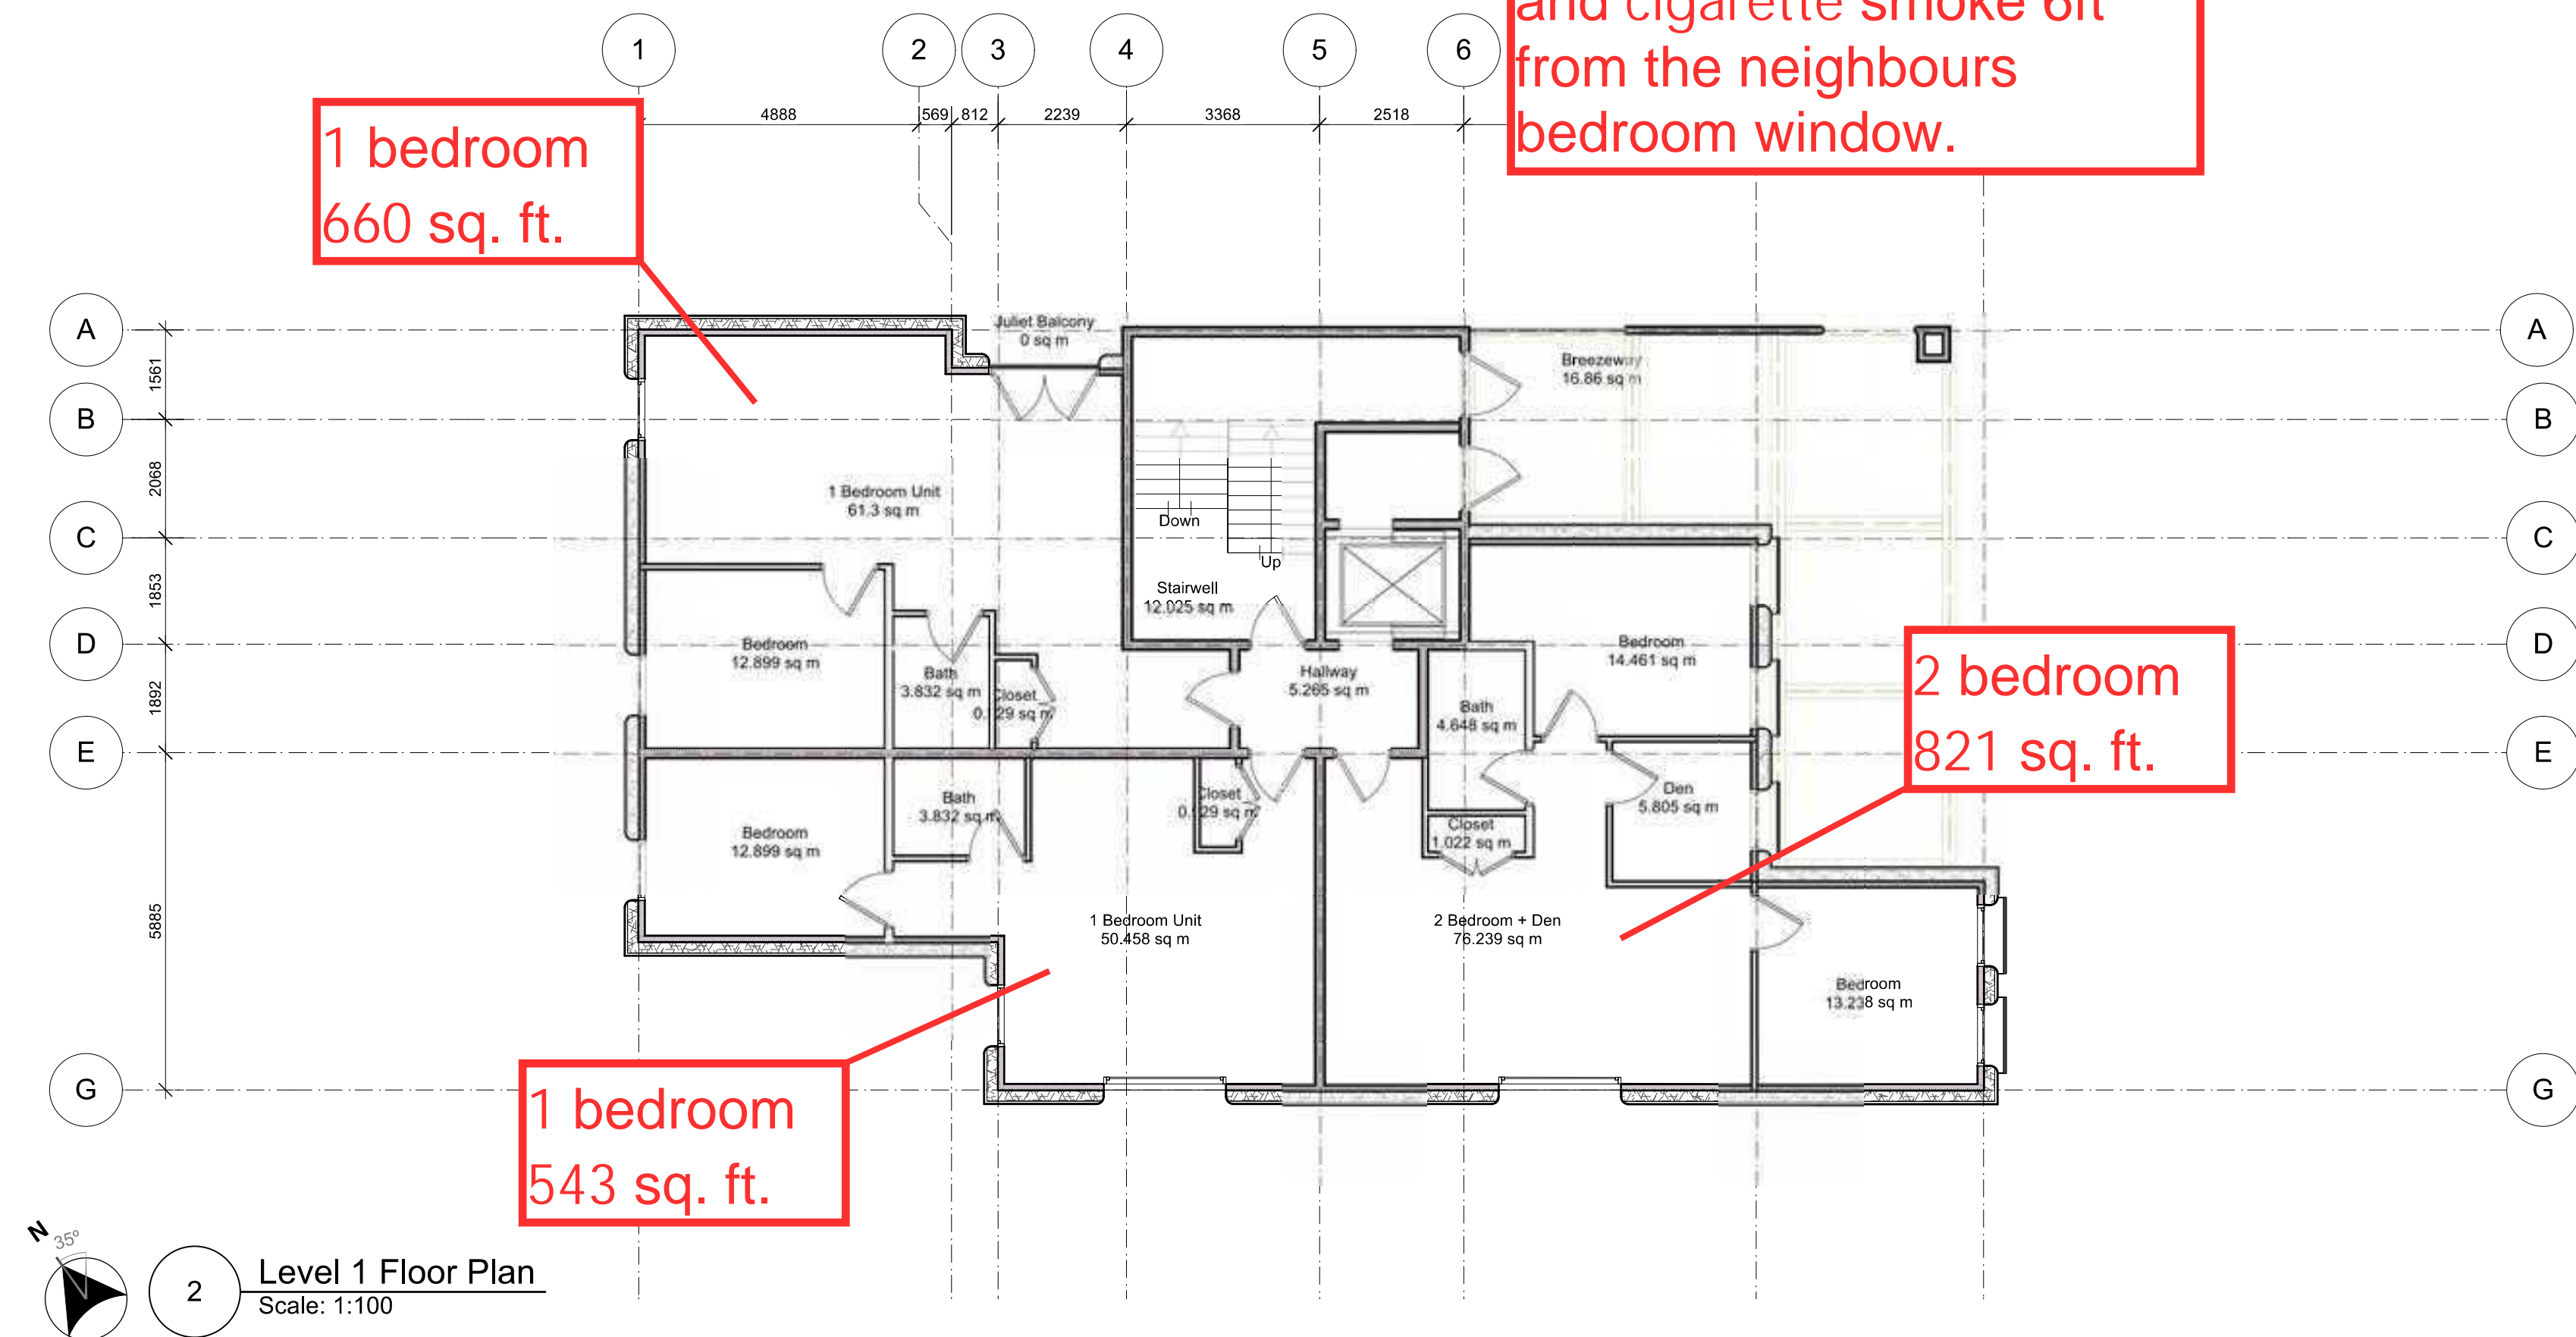 and cigarette smoke 6ft
from the neighbours
bedroom window.
1
2
3
4
5
6
4888
569
812
2239
3368
2518
1 bedroom
660 sq. ft.
A
B
C
D
E
G
1561
2068
1853
1892
5885
A
B
C
D
E
G
Juliet Balcony
0 sq m
Breezeway
16.86 sq m
1 Bedroom Unit
61.3 sq m
Down
Up
Stairwell
12.025 sq m
Bedroom
12.899 sq m
Bath
3.832 sq m
Closet
Hallway
5.265 sq m
Bedroom
14.461 sq m
Bath
4.648 sq m
2 bedroom
821 sq. ft.
Bedroom
12.899 sq m
Bath
3.832 sq m
Closet
Den
5.805 sq m
Closet
1.022 sq m
1 Bedroom Unit
50.458 sq m
2 Bedroom + Den
76.239 sq m
Bedroom
13.238 sq m
1 bedroom
543 sq. ft.
N
35°
2
Level 1 Floor Plan
Scale: 1:100